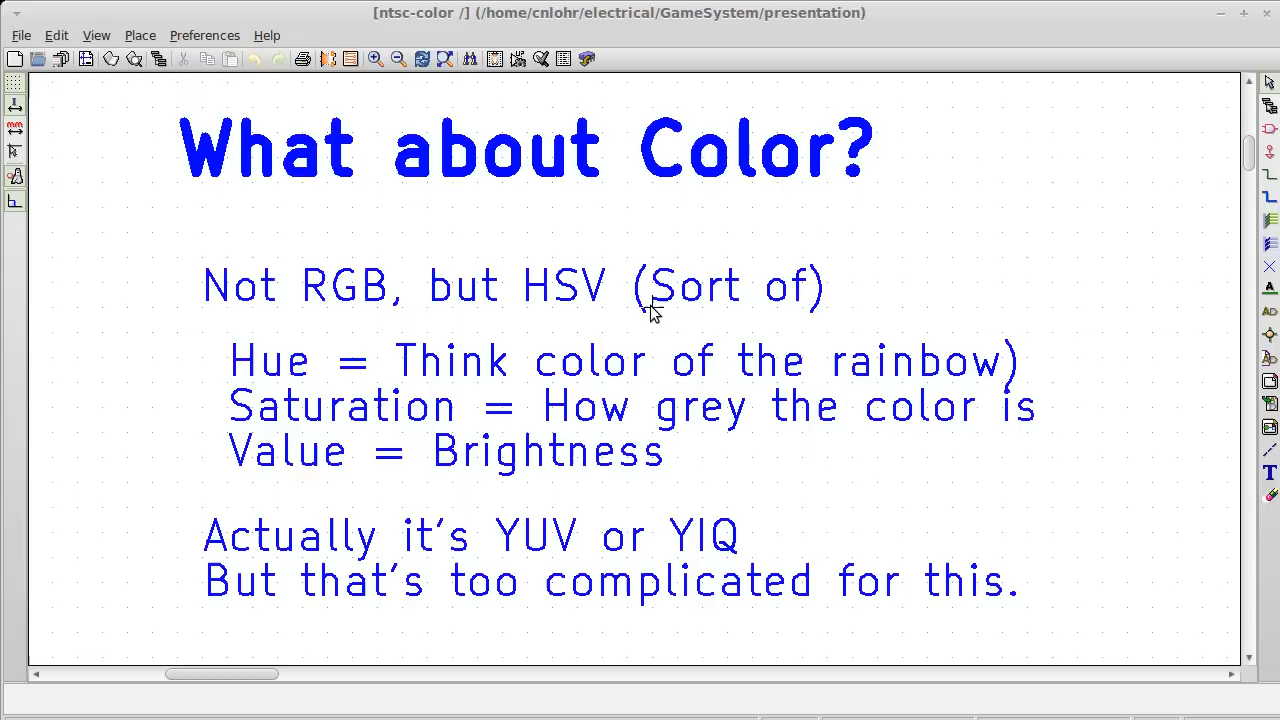 [ntsc-color /] (/home/cnlohr/electrical/GameSystem/presentation)
File Edit View Place Preferences Help
What about Color?
Not RGB, but HSV (Sort of)
Hue = Think color of the rainbow)
Saturation = How grey the color is
Value = Brightness
Actually it's YUV or YIQ
But that's too complicated for this.